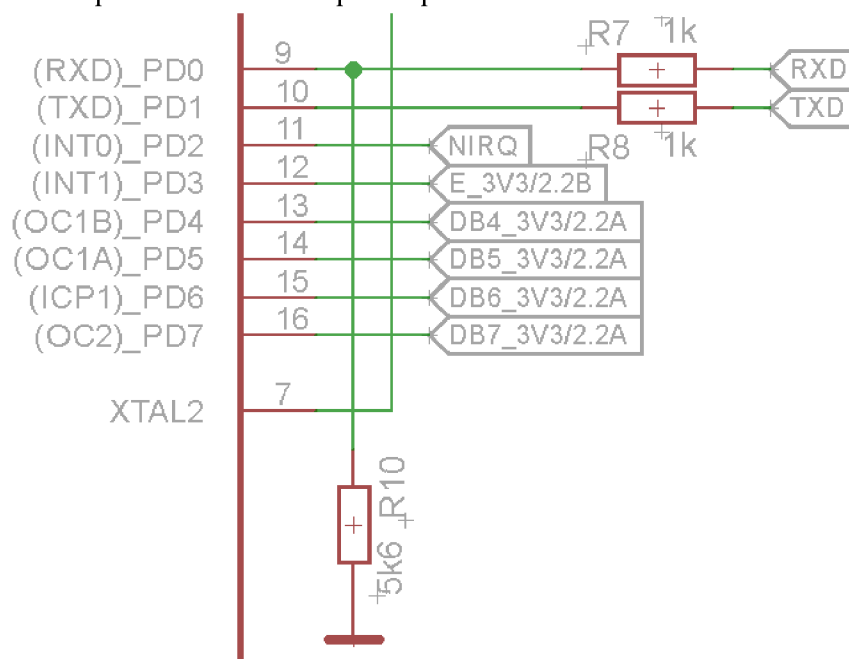 9
R7 1k
(RXD)_PD0
RXD
10
(TXD)_PD1
TXD
11
(INT0)_PD2
NIRQ
R8 1k
12
(INT1)_PD3
E_3V3/2.2B
13
(OC1B)_PD4
DB4_3V3/2.2A
14
(OC1A)_PD5
DB5_3V3/2.2A
15
(ICP1)_PD6
DB6_3V3/2.2A
16
(OC2)_PD7
DB7_3V3/2.2A
7
XTAL2
R10
5k6